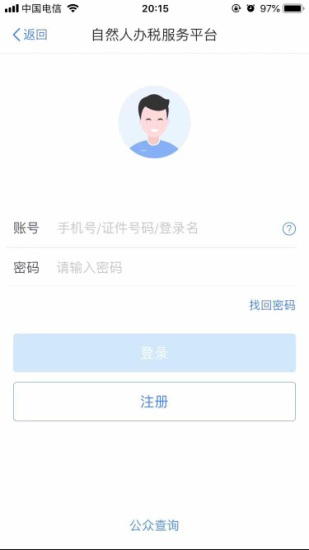 中国电信 20:15 97%
返回 自然人办税服务平台
账号 手机号/证件号码/登录名 ?
密码 请输入密码
找回密码
登录
注册
公众查询